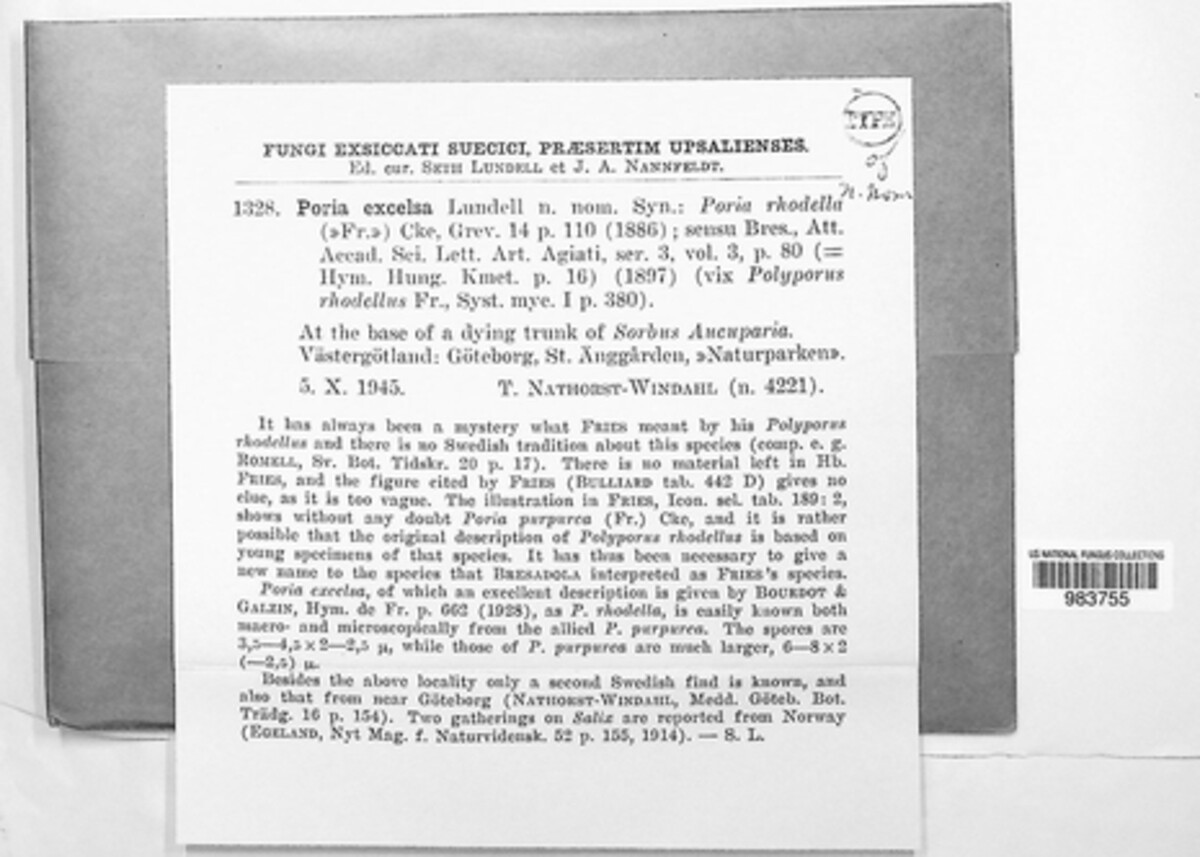 TYPE
of
n. nom
FUNGI EXSICCATI SUECICI, PRÆSERTIM UPSALIENSES.
Ed. cur. SETH LUNDELL et J. A. NANNFELDT.
1328. Poria excelsa Lundell n. nom. Syn.: Poria rhodella
(»Fr.») Cke, Grev. 14 p. 110 (1886); sensu Bres., Att.
Accad. Sci. Lett. Art. Agiati, ser. 3, vol. 3, p. 80 (=
Hym. Hung. Kmet. p. 16) (1897) (vix Polyporus
rhodellus Fr., Syst. myc. I p. 380).
At the base of a dying trunk of Sorbus Aucuparia.
Västergötland: Göteborg, St. Änggården, »Naturparken».
5. X. 1945. T. NATHORST-WINDAHL (n. 4221).
It has always been a mystery what FRIES meant by his Polyporus
rhodellus and there is no Swedish tradition about this species (comp. e. g.
ROMELL, Sv. Bot. Tidskr. 20 p. 17). There is no material left in Hb.
FRIES, and the figure cited by FRIES (BULLIARD tab. 442 D) gives no
clue, as it is too vague. The illustration in FRIES, Icon. sel. tab. 189: 2,
shows without any doubt Poria purpurea (Fr.) Cke, and it is rather
possible that the original description of Polyporus rhodellus is based on
young specimens of that species. It has thus been necessary to give a
new name to the species that BRESADOLA interpreted as FRIES's species.
Poria excelsa, of which an excellent description is given by BOURDOT &
GALZIN, Hym. de Fr. p. 662 (1928), as P. rhodella, is easily known both
macro- and microscopically from the allied P. purpurea. The spores are
3,5—4,5 × 2—2,5 μ, while those of P. purpurea are much larger, 6—8 × 2
(—2,5) μ.
Besides the above locality only a second Swedish find is known, and
also that from near Göteborg (NATHORST-WINDAHL, Medd. Göteb. Bot.
Trädg. 16 p. 154). Two gatherings on Salix are reported from Norway
(EGELAND, Nyt Mag. f. Naturvidensk. 52 p. 155, 1914). — S. L.
US NATIONAL FUNGUS COLLECTIONS
983755